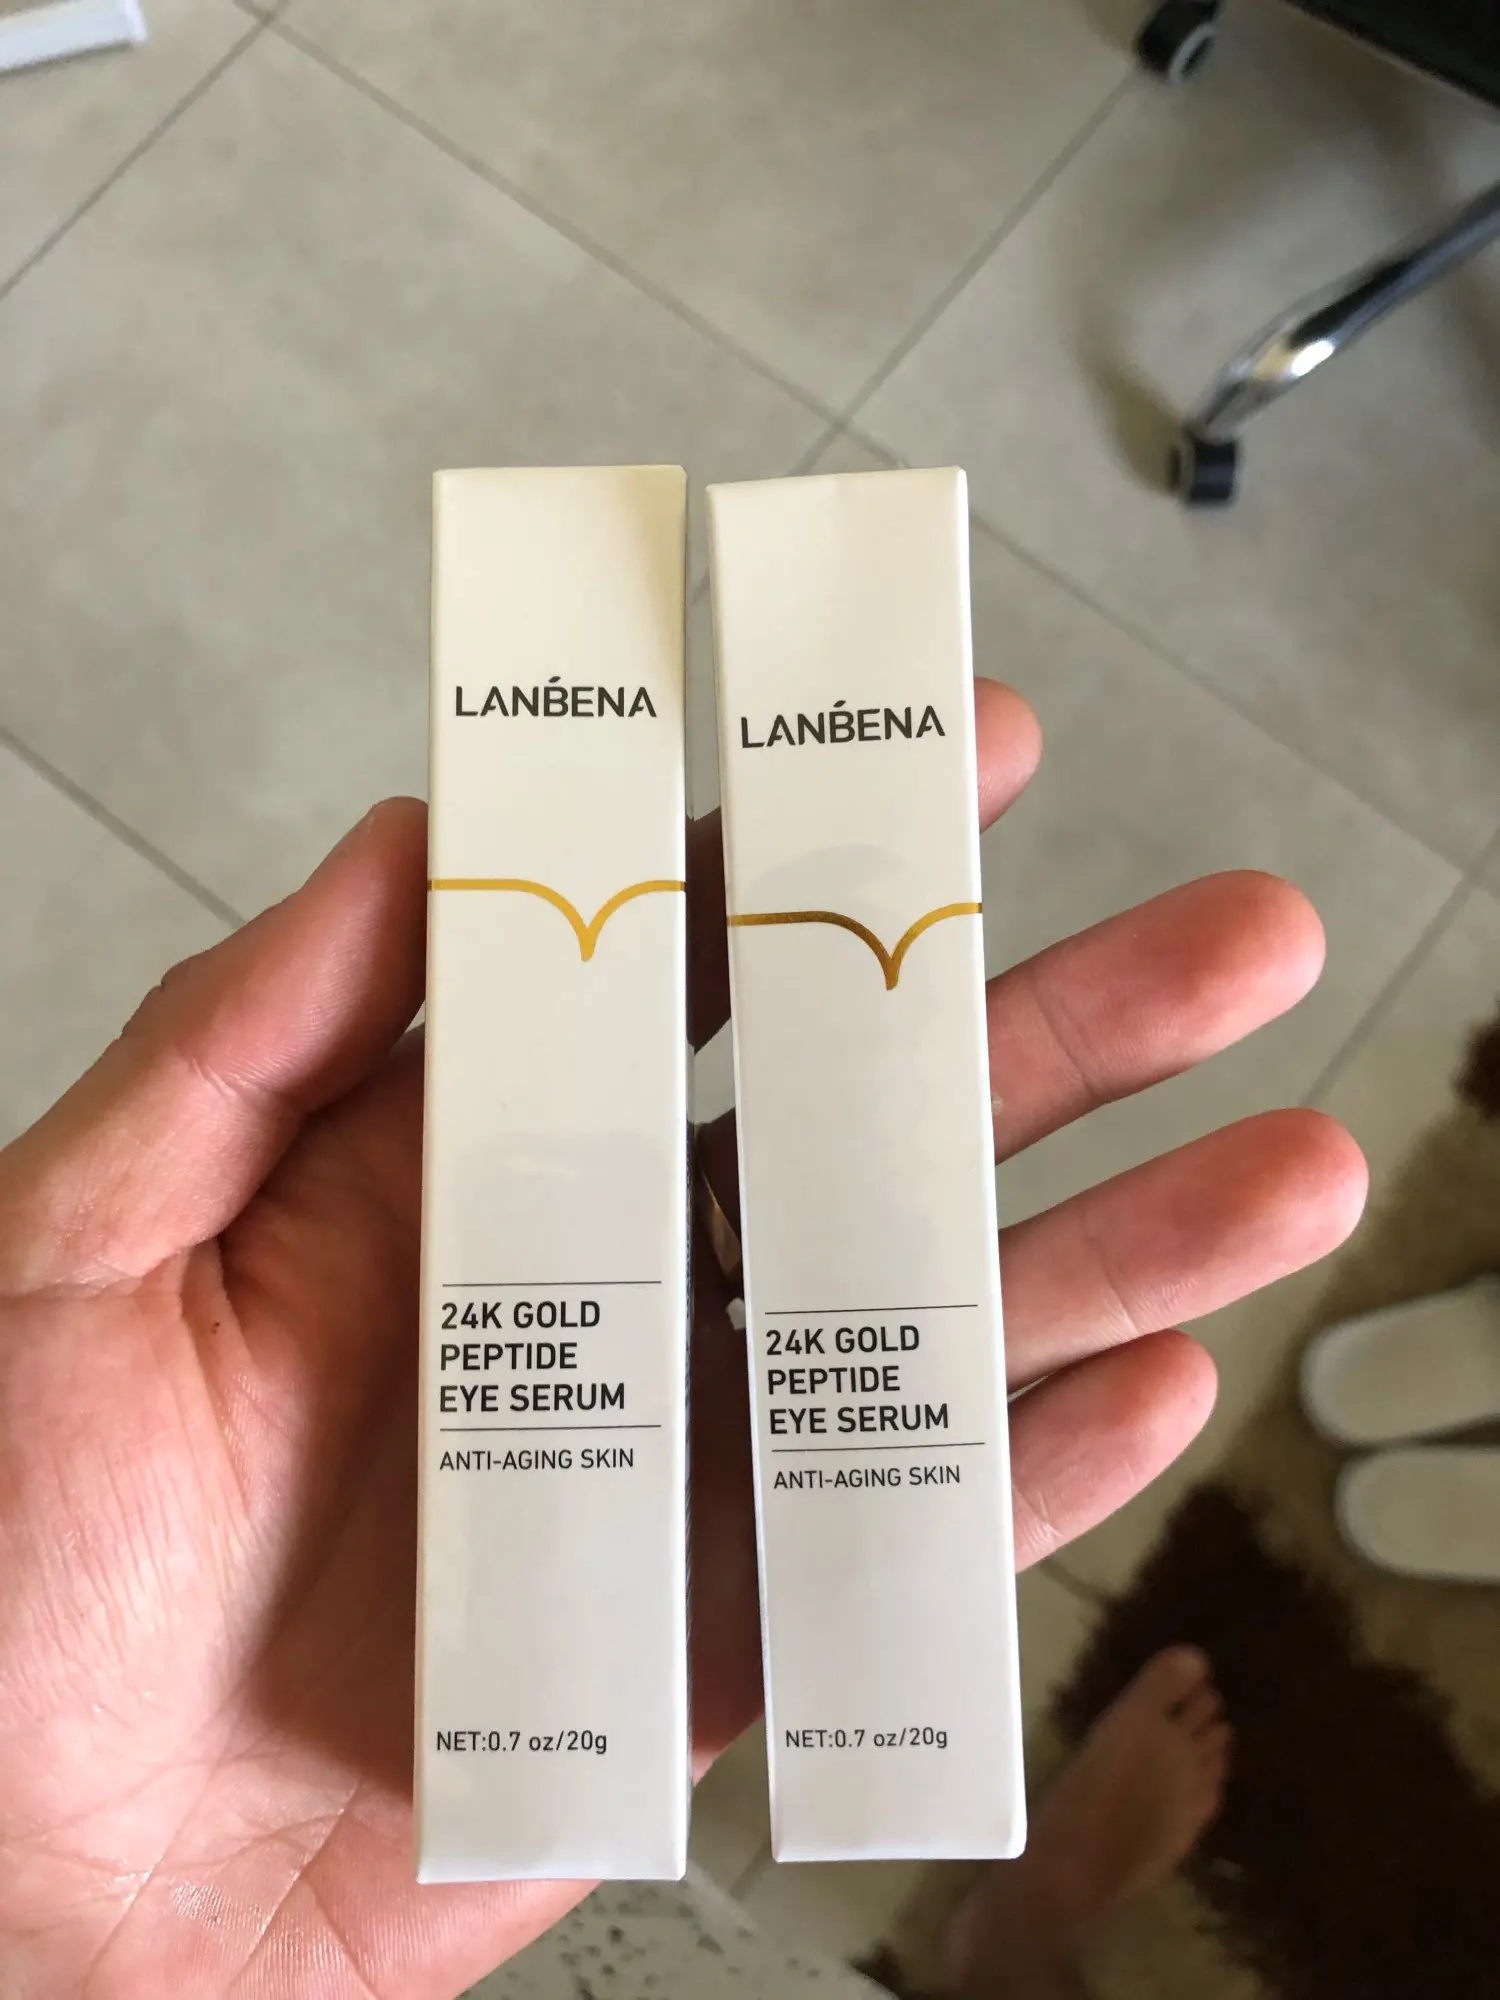 LANBENA
24K GOLD
PEPTIDE
EYE SERUM
ANTI-AGING SKIN
NET:0.7 oz/20g
LANBENA
24K GOLD
PEPTIDE
EYE SERUM
ANTI-AGING SKIN
NET:0.7 oz/20g